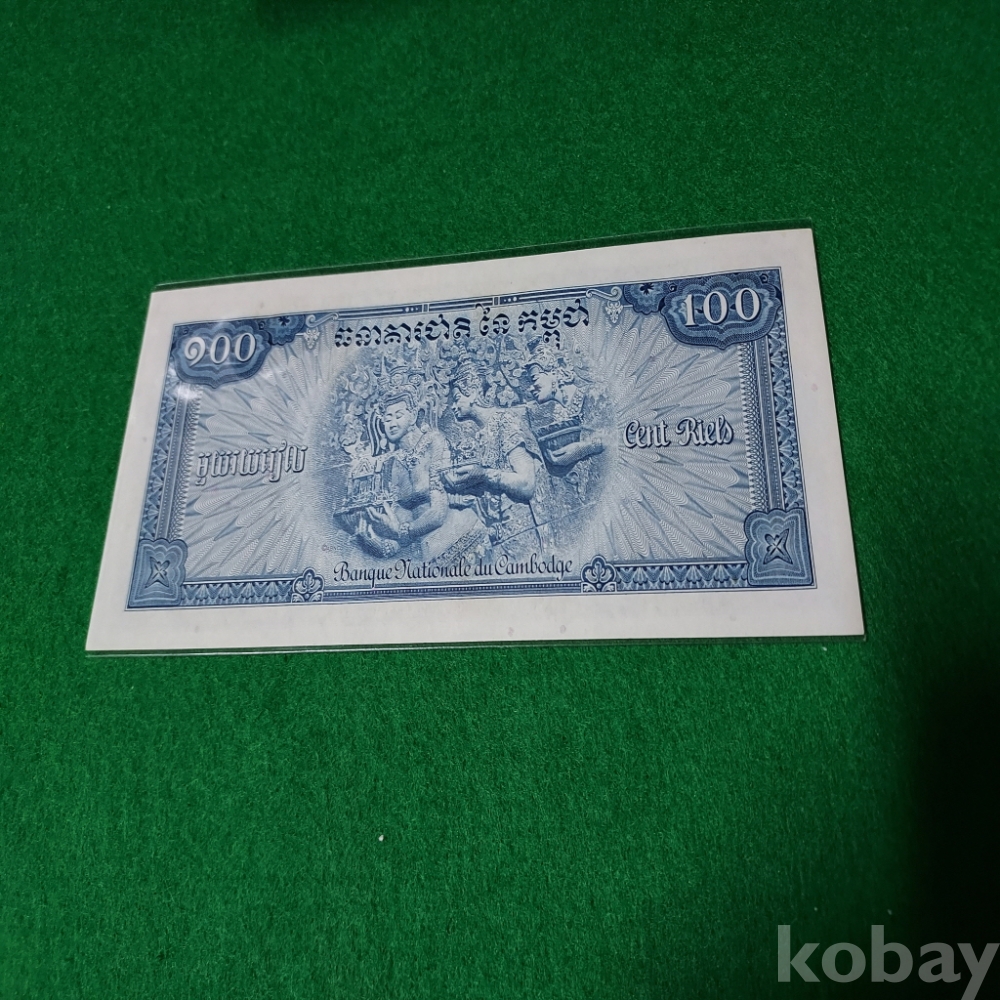 ធនាគារជាតិ នៃ កម្ពុជា
១០០
100
មួយរយរៀល
Cent Riels
Banque Nationale du Cambodge
kobay